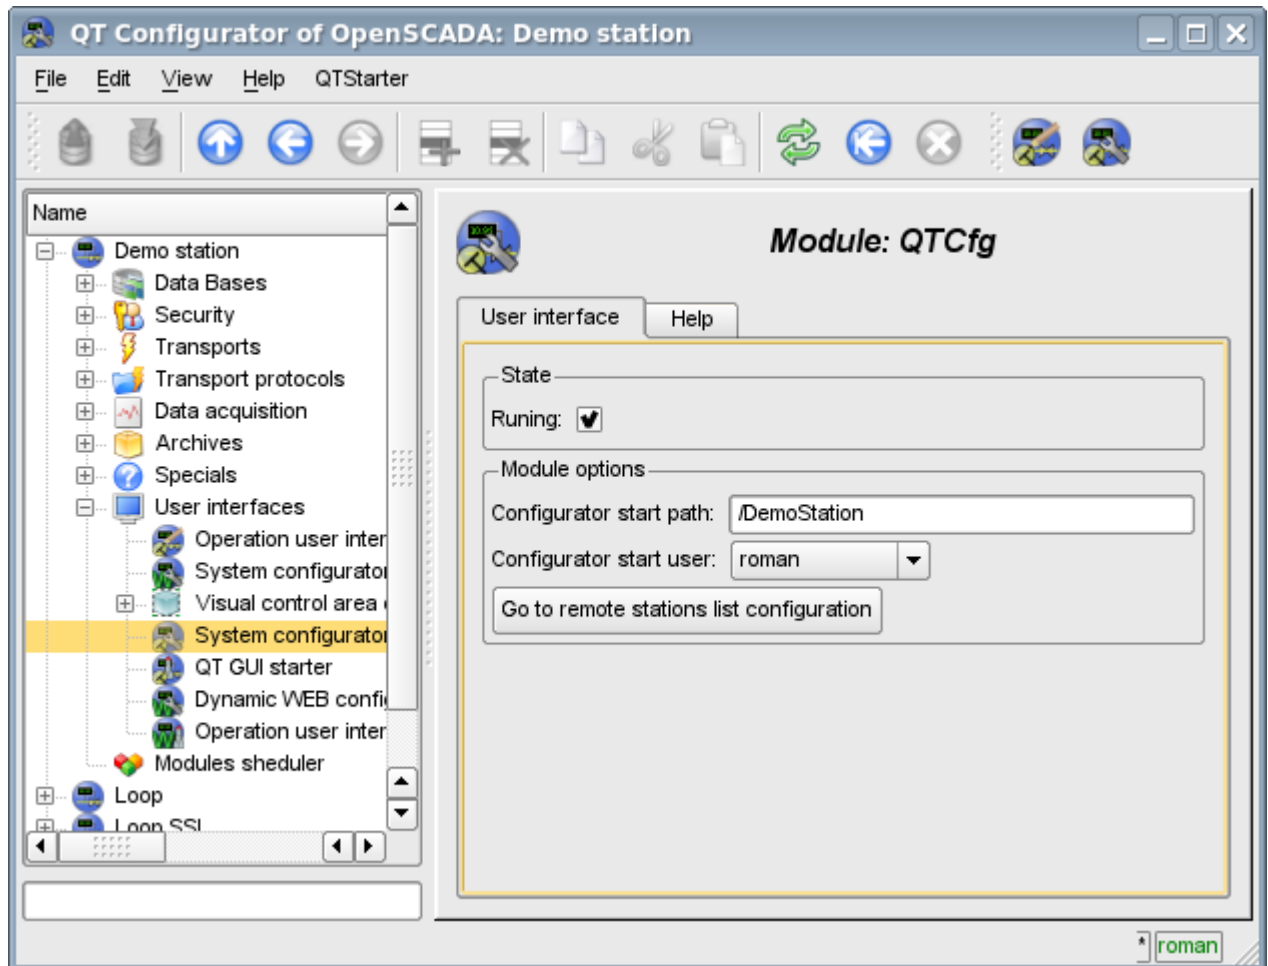 QT Configurator of OpenSCADA: Demo station
File Edit View Help QTStarter
Name
Demo station
Data Bases
Security
Transports
Transport protocols
Data acquisition
Archives
Specials
User interfaces
Operation user inter
System configurator
Visual control area
System configurator
QT GUI starter
Dynamic WEB confi
Operation user inter
Modules sheduler
Loop
Loop SSL
Module: QTCfg
User interface Help
State
Runing:
Module options
Configurator start path: /DemoStation
Configurator start user: roman
Go to remote stations list configuration
* roman